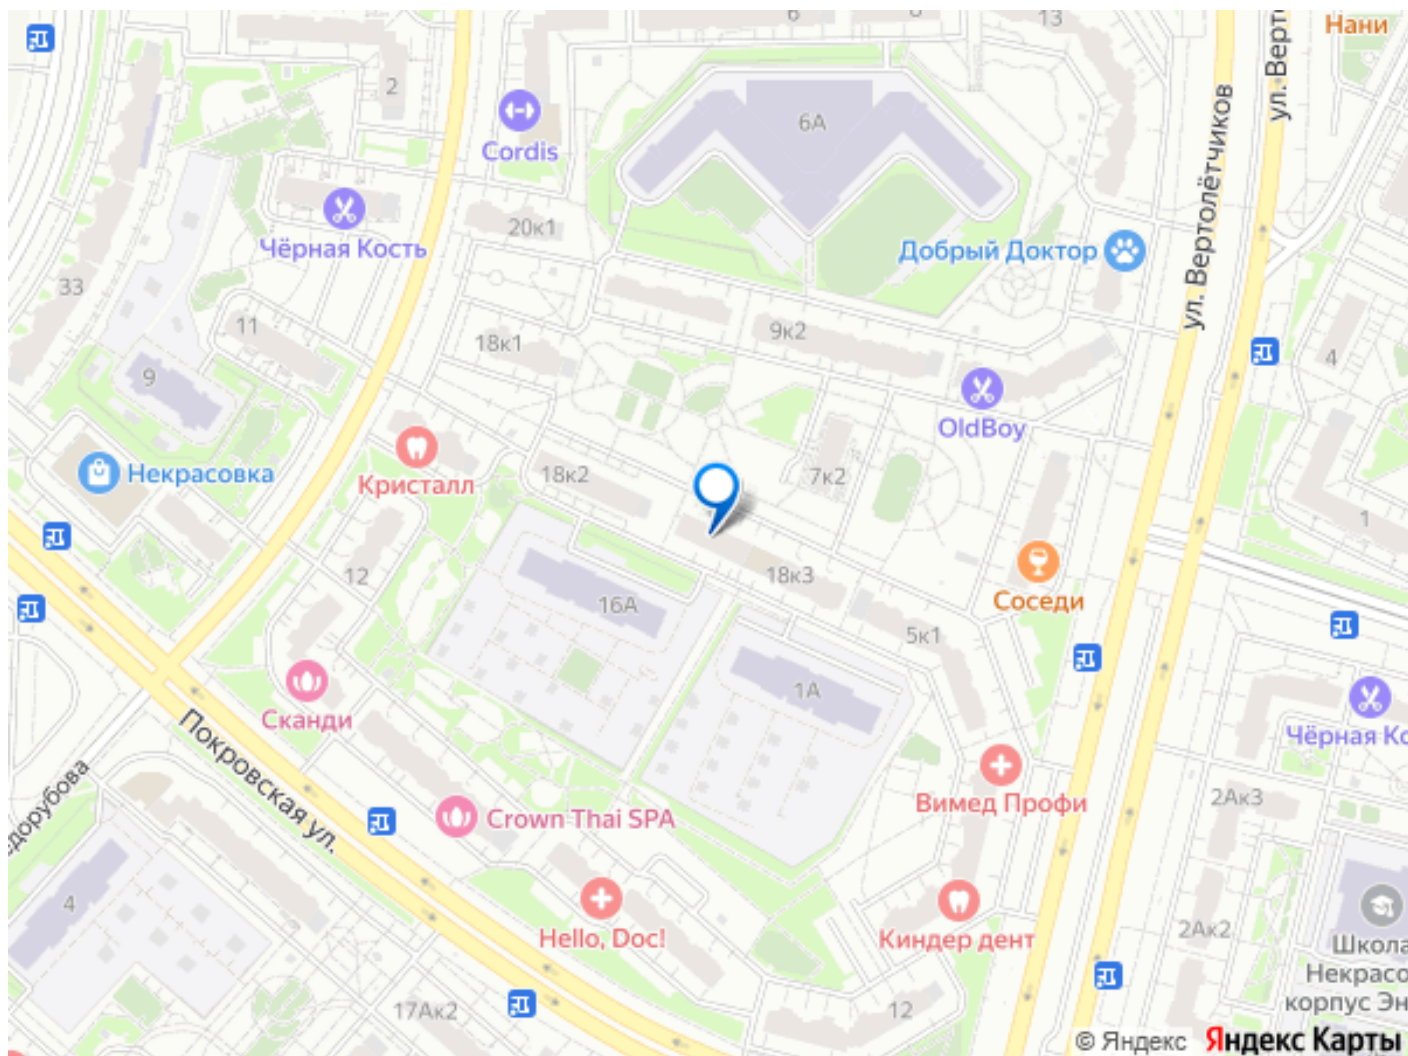 6
13
Нани
ул. Верт
2
6А
Cordis
ул. Вертолётчиков
20к1
Чёрная Кость
Добрый Доктор
33
11
18к1
9к2
4
9
OldBoy
Некрасовка
Кристалл
18к2
7к2
1
12
18к3
16А
Соседи
5к1
1А
Сканди
Чёрная Ко
Покровская ул.
дорубова
Вимед Профи
2Ак3
Crown Thai SPA
4
Hello, Doc!
Киндер дент
2Ак2
Школа
Некрасо
корпус Эн
17Ак2
12
© Яндекс Яндекс Карты